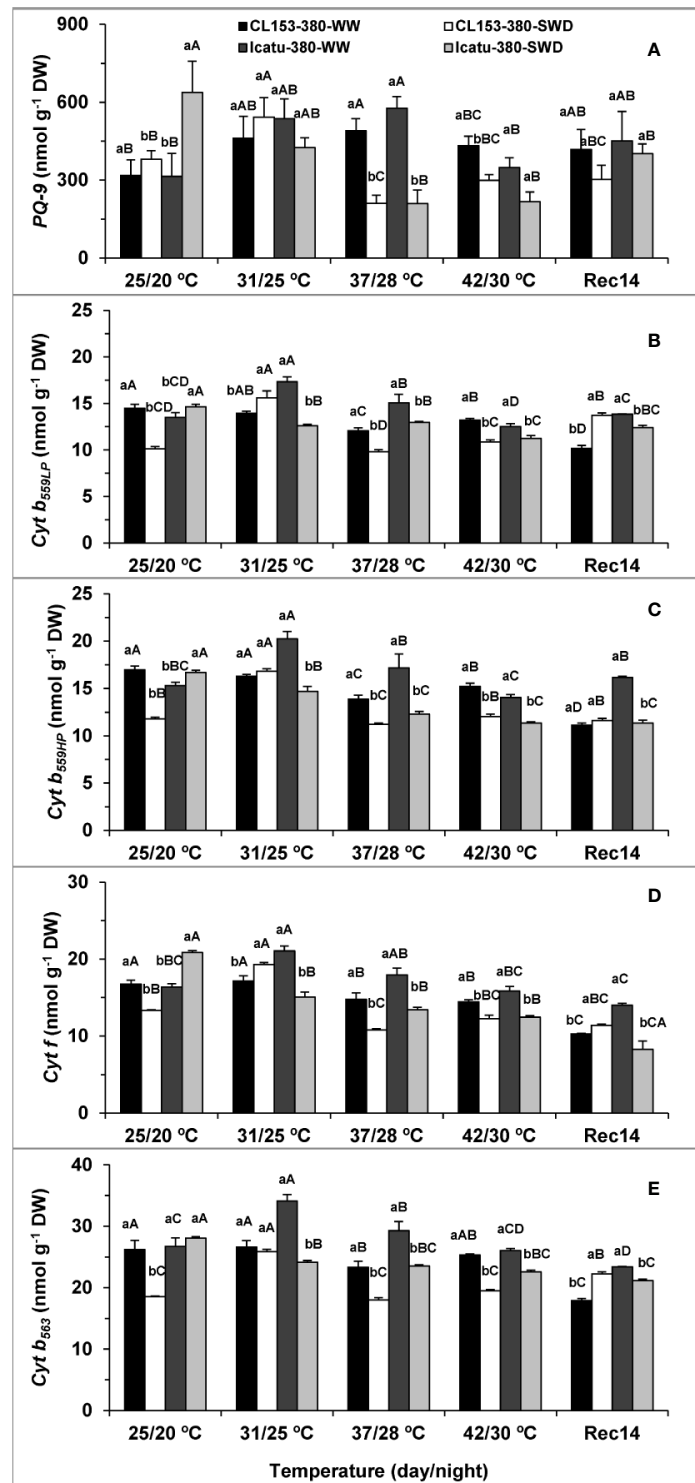 CL153-380-WW CL153-380-SWD
Icatu-380-WW Icatu-380-SWD
A
PQ-9 (nmol g-1 DW)
900
600
300
0
aB bB bB aA
aAB aA aAB aAB
aA bC aA bB
aBC bBC aB aB
aAB aBC aAB aB
25/20 ºC 31/25 ºC 37/28 ºC 42/30 ºC Rec14
B
Cyt b559LP (nmol g-1 DW)
25
20
15
10
5
0
aA bCD bCD aA
bAB aA aA bB
aC bD aB bB
aB bC aD bC
bD aB aC bBC
25/20 ºC 31/25 ºC 37/28 ºC 42/30 ºC Rec14
C
Cyt b559HP (nmol g-1 DW)
25
20
15
10
5
0
aA bB bBC aA
aA aA aA bB
aC bC aB bC
aB bB aC bC
aD aB aB bC
25/20 ºC 31/25 ºC 37/28 ºC 42/30 ºC Rec14
D
Cyt f (nmol g-1 DW)
30
20
10
0
aA bB bBC aA
bA aA aA bB
aB bC aAB bB
aB bBC aBC bB
bC aBC aC bCA
25/20 ºC 31/25 ºC 37/28 ºC 42/30 ºC Rec14
E
Cyt b563 (nmol g-1 DW)
40
30
20
10
0
aA bC aC aA
aA aA aA bB
aB bC aB bBC
aAB bC aCD bBC
bC aB aD bC
25/20 ºC 31/25 ºC 37/28 ºC 42/30 ºC Rec14
Temperature (day/night)